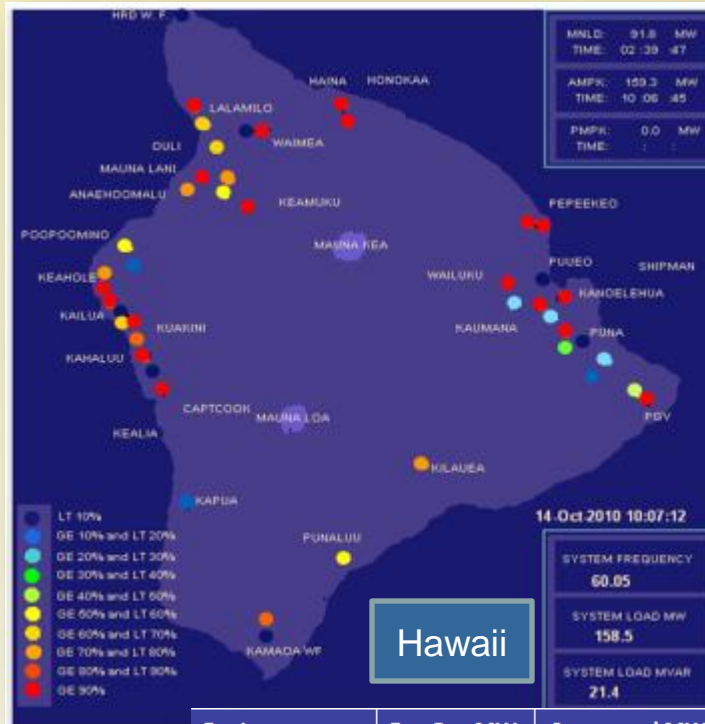 HRD W. F.
MNLD: 91.8 MW
TIME: 02 :39 :47
AMPK: 159.3 MW
TIME: 10 :06 :45
PMPK: 0.0 MW
TIME: : :
HAINA HONOKAA
LALAMILO
WAIMEA
OULI
MAUNA LANI
ANAEHOOMALU
KEAMUKU
PEPEEKEO
POOPOOMINO
MAUNA KEA
PUUEO
SHIPMAN
WAILUKU
KEAHOLE
KANOELEHUA
KAILUA
KUAKINI
KAUMANA
PUNA
KAHALUU
CAPTCOOK
MAUNA LOA
PGV
KEALIA
KILAUEA
KAPUA
14-Oct-2010 10:07:12
PUNALUU
LT 10%
GE 10% and LT 20%
GE 20% and LT 30%
GE 30% and LT 40%
GE 40% and LT 50%
GE 50% and LT 60%
GE 60% and LT 70%
GE 70% and LT 80%
GE 80% and LT 90%
GE 90%
SYSTEM FREQUENCY
60.05
SYSTEM LOAD MW
158.5
SYSTEM LOAD MVAR
21.4
KAMAOA WF
Hawaii